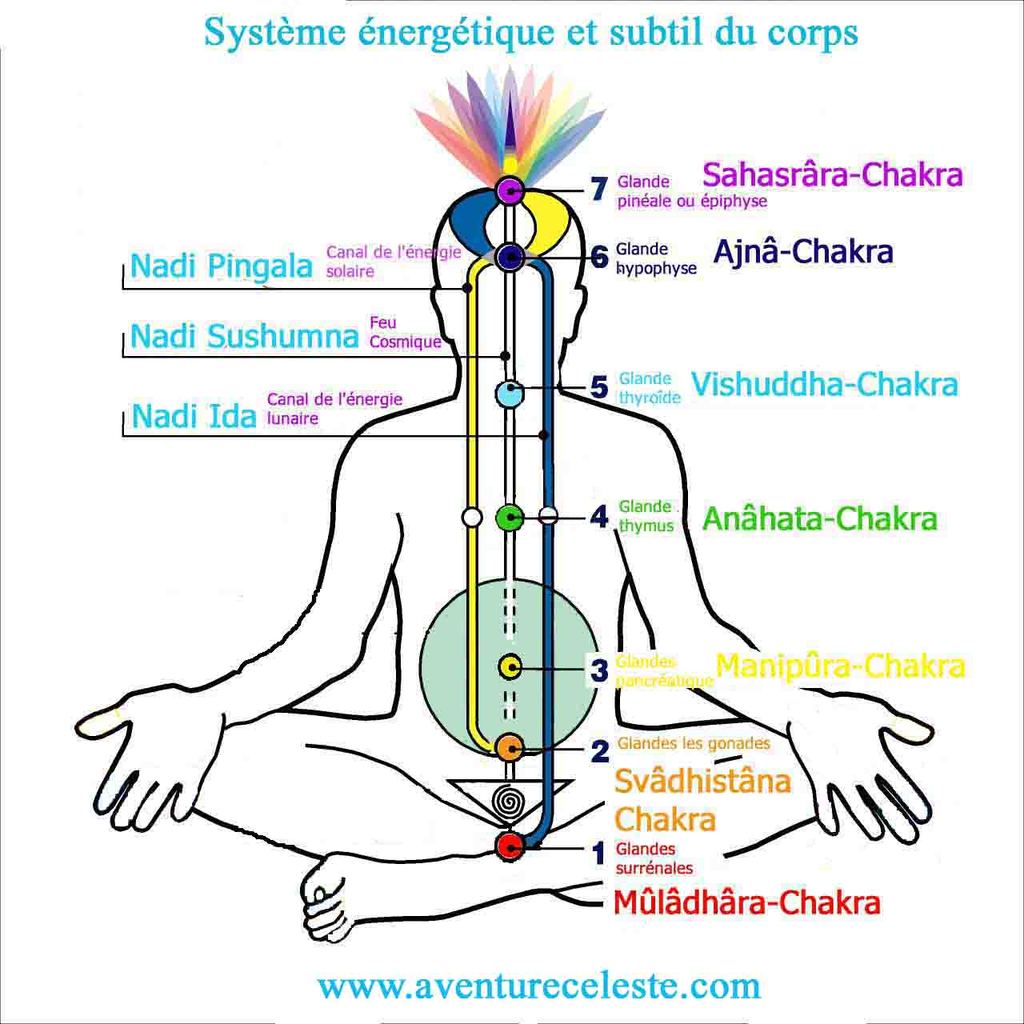 Système énergétique et subtil du corps
7 Glande Sahasrâra-Chakra
pinéale ou épiphyse
6 Glande Ajnâ-Chakra
hypophyse
Nadi Pingala Canal de l'énergie
solaire
Nadi Sushumna Feu
Cosmique
5 Glande Vishuddha-Chakra
thyroîde
Nadi Ida Canal de l'énergie
lunaire
4 Glande Anâhata-Chakra
thymus
3 Glandes Manipûra-Chakra
pancréatique
2 Glandes les gonades
Svâdhistâna
Chakra
1 Glandes
surrénales
Mûlâdhâra-Chakra
www.aventureceleste.com